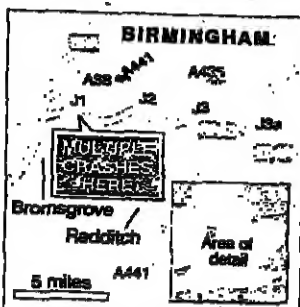 BIRMINGHAM
A38 A441 A435
J1 J2 J3 J3a
MULTIPLE
CRASHES
HERE
Bromsgrove
Redditch
Area of
detail
5 miles A441